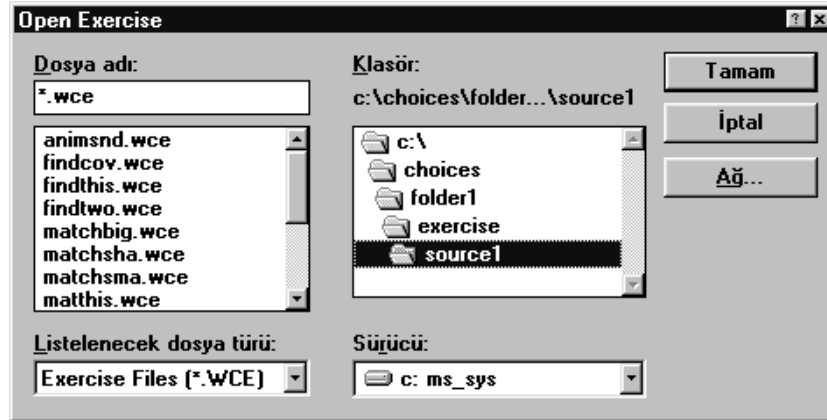 Open Exercise
Dosya adı:
*.wce
animsnd.wce
findcov.wce
findthis.wce
findtwo.wce
matchbig.wce
matchsha.wce
matchsma.wce
matthis.wce
Listelenecek dosya türü:
Exercise Files (*.WCE)
Klasör:
c:\choices\folder...\source1
c:\
choices
folder1
exercise
source1
Sürücü:
c: ms_sys
Tamam
İptal
Ağ...